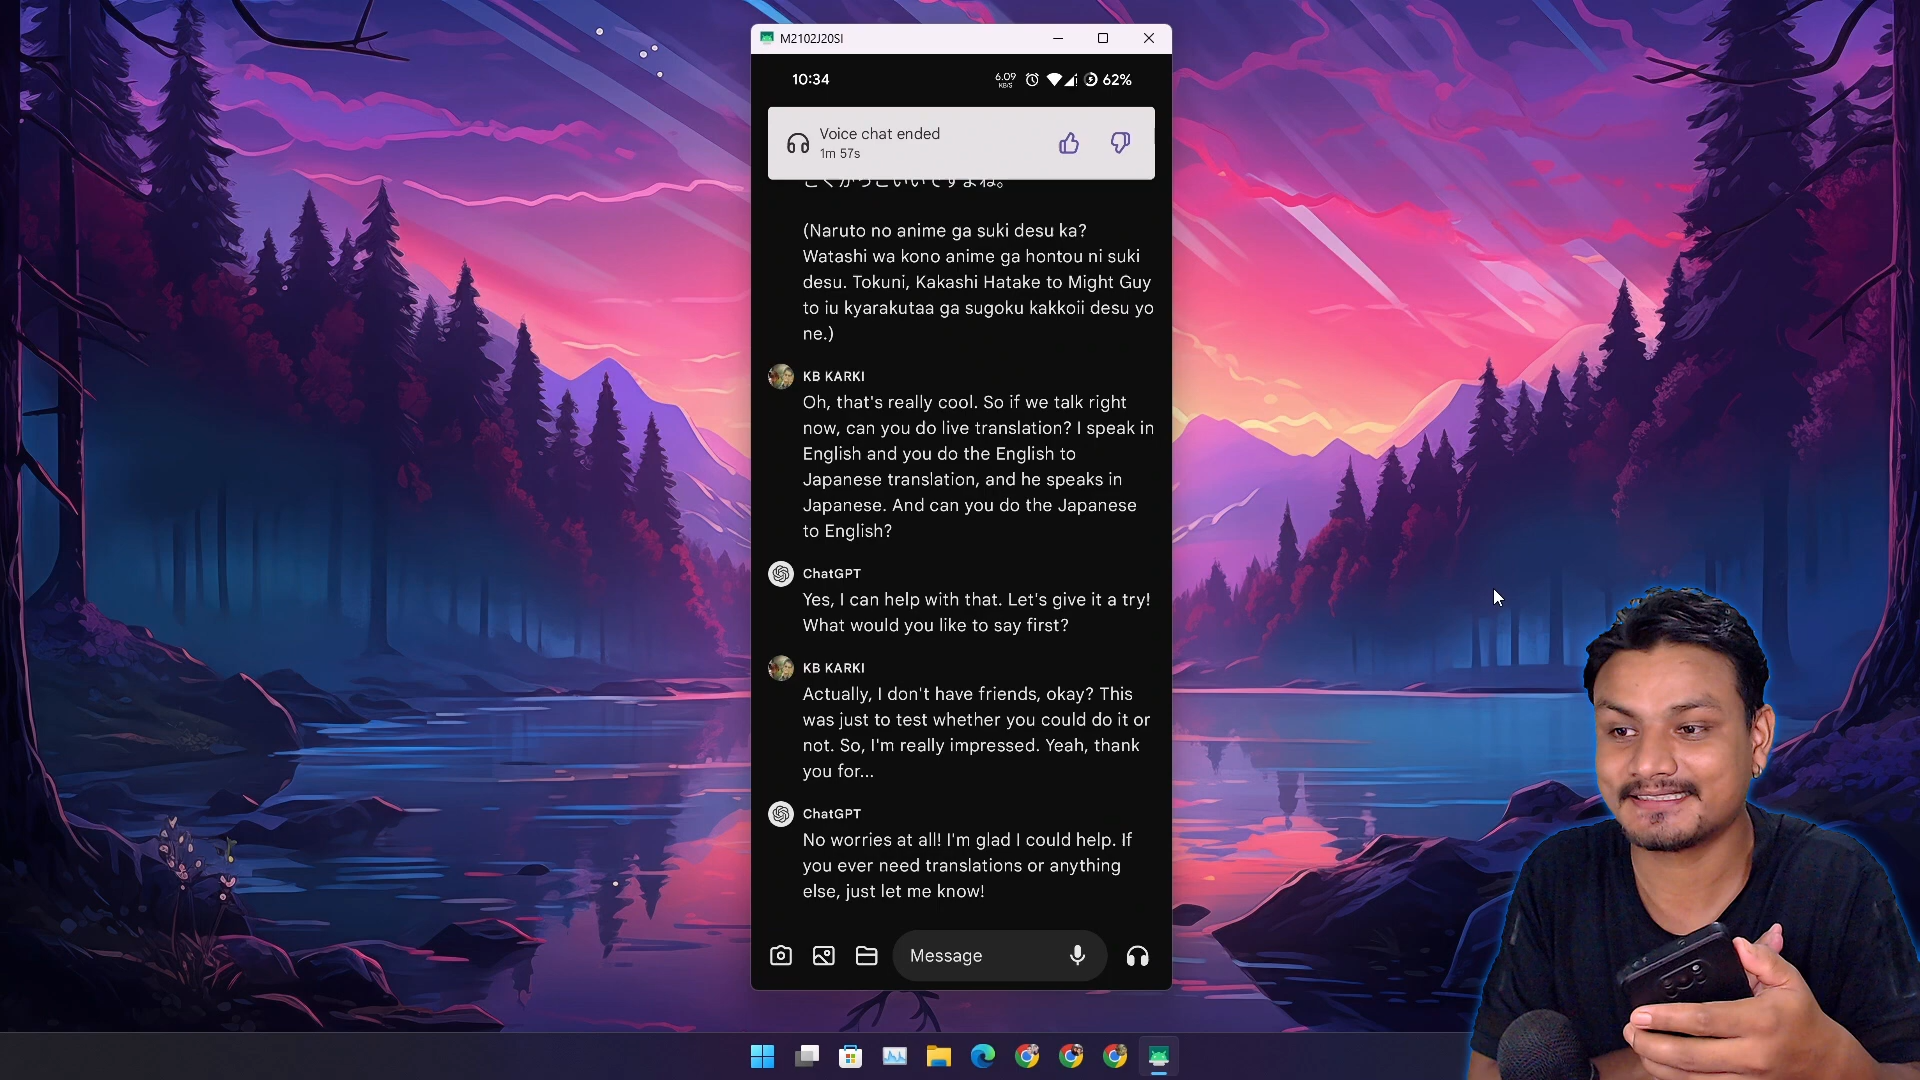 M2102J20SI
10:34
6.09
KB/S
62%
Voice chat ended
1m 57s
(Naruto no anime ga suki desu ka?
Watashi wa kono anime ga hontou ni suki
desu. Tokuni, Kakashi Hatake to Might Guy
to iu kyarakutaa ga sugoku kakkoii desu yo
ne.)
KB KARKI
Oh, that's really cool. So if we talk right
now, can you do live translation? I speak in
English and you do the English to
Japanese translation, and he speaks in
Japanese. And can you do the Japanese
to English?
ChatGPT
Yes, I can help with that. Let's give it a try!
What would you like to say first?
KB KARKI
Actually, I don't have friends, okay? This
was just to test whether you could do it or
not. So, I'm really impressed. Yeah, thank
you for...
ChatGPT
No worries at all! I'm glad I could help. If
you ever need translations or anything
else, just let me know!
Message